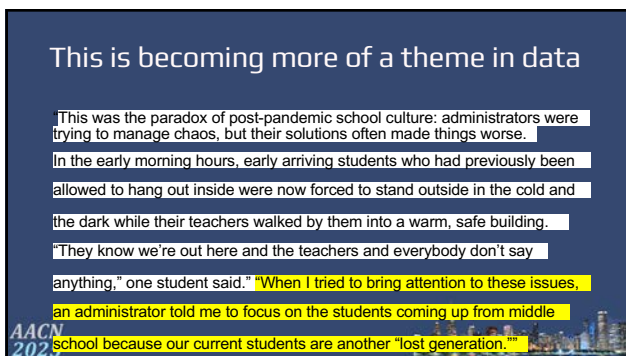 This is becoming more of a theme in data
“This was the paradox of post-pandemic school culture: administrators were
trying to manage chaos, but their solutions often made things worse.
In the early morning hours, early arriving students who had previously been
allowed to hang out inside were now forced to stand outside in the cold and
the dark while their teachers walked by them into a warm, safe building.
“They know we’re out here and the teachers and everybody don’t say
anything,” one student said.” “When I tried to bring attention to these issues,
an administrator told me to focus on the students coming up from middle
school because our current students are another “lost generation.””
AACN
202